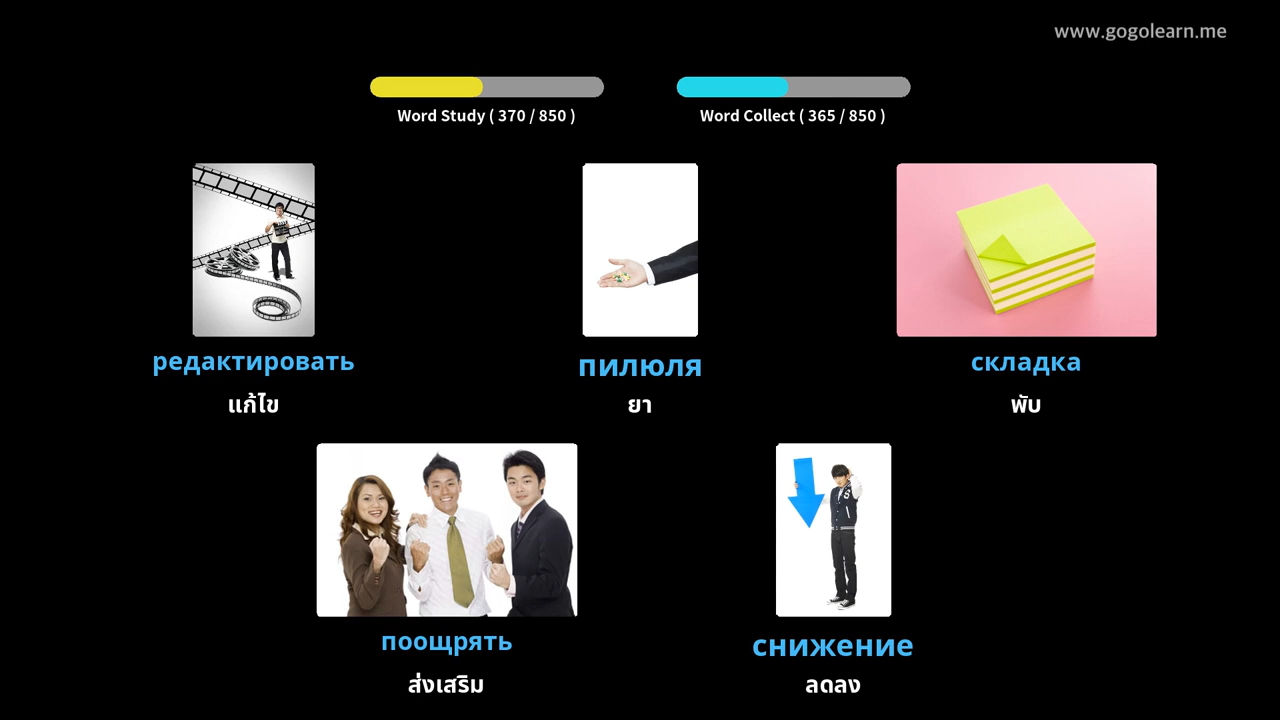 www.gogolearn.me
Word Study ( 370 / 850 )
Word Collect ( 365 / 850 )
редактировать
пилюля
складка
แก้ไข
ยา
พับ
поощрять
снижение
ส่งเสริม
ลดลง